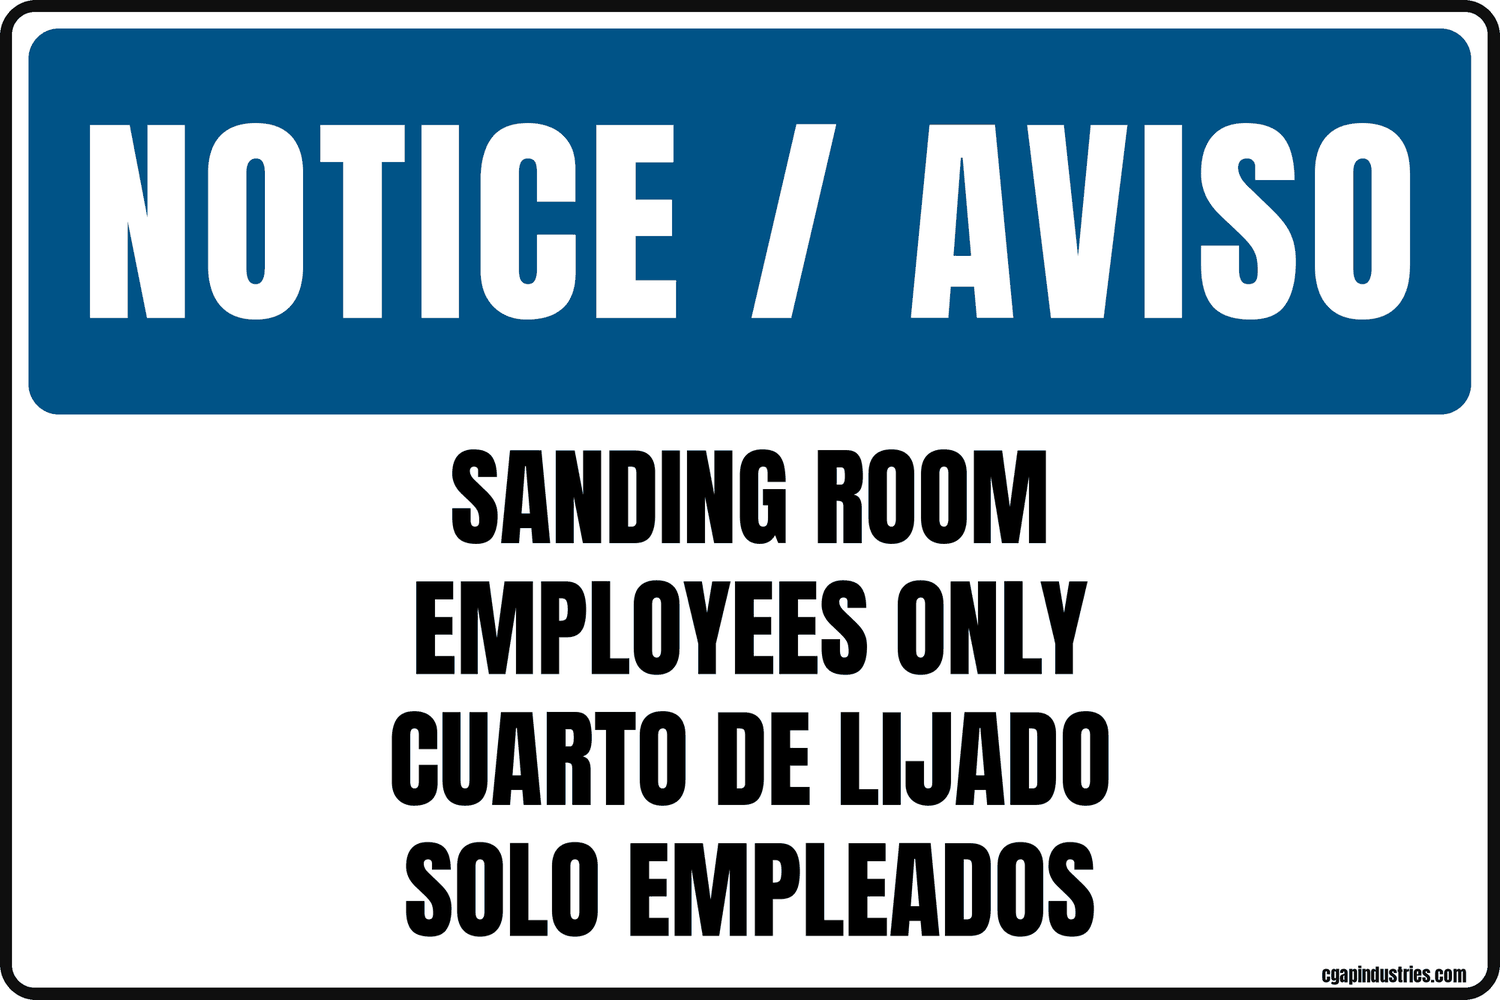 NOTICE / AVISO
SANDING ROOM
EMPLOYEES ONLY
CUARTO DE LIJADO
SOLO EMPLEADOS
cgapindustries.com